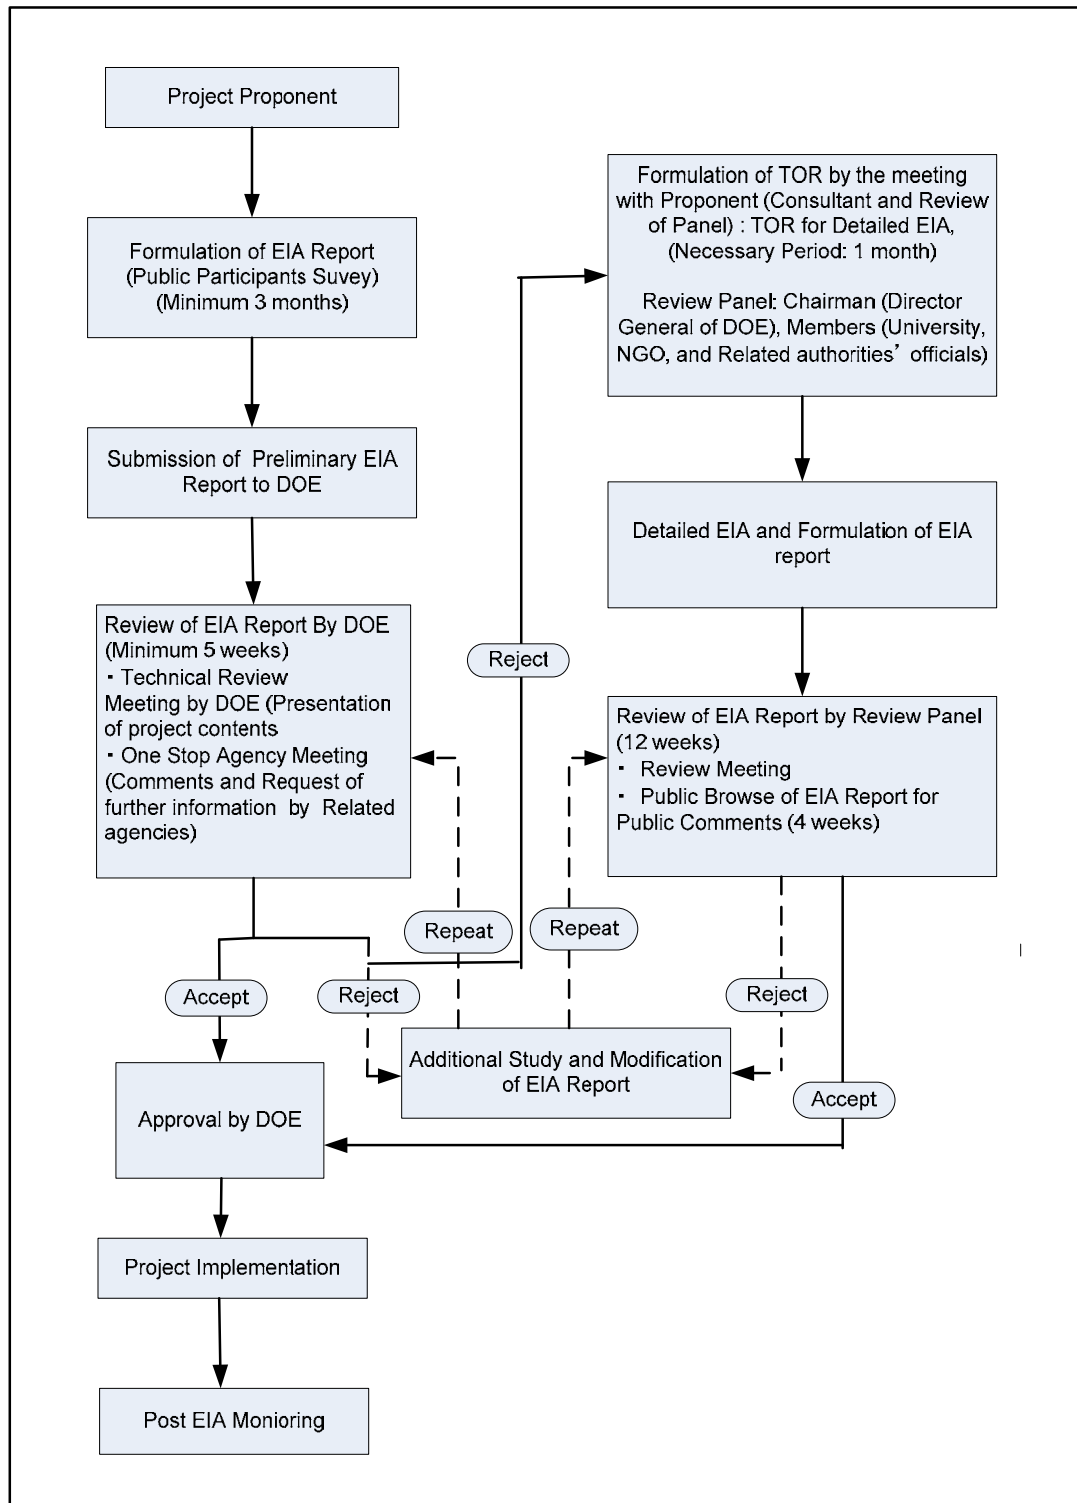 Project Proponent
Formulation of EIA Report
(Public Participants Suvey)
(Minimum 3 months)
Submission of Preliminary EIA
Report to DOE
Review of EIA Report By DOE
(Minimum 5 weeks)
・Technical Review
Meeting by DOE (Presentation
of project contents
・One Stop Agency Meeting
(Comments and Request of
further information by Related
agencies)
Accept
Reject
Repeat
Reject
Approval by DOE
Project Implementation
Post EIA Monioring
Formulation of TOR by the meeting
with Proponent (Consultant and Review
of Panel) : TOR for Detailed EIA,
(Necessary Period: 1 month)
Review Panel: Chairman (Director
General of DOE), Members (University,
NGO, and Related authorities’ officials)
Detailed EIA and Formulation of EIA
report
Review of EIA Report by Review Panel
(12 weeks)
・ Review Meeting
・ Public Browse of EIA Report for
Public Comments (4 weeks)
Repeat
Reject
Accept
Additional Study and Modification
of EIA Report